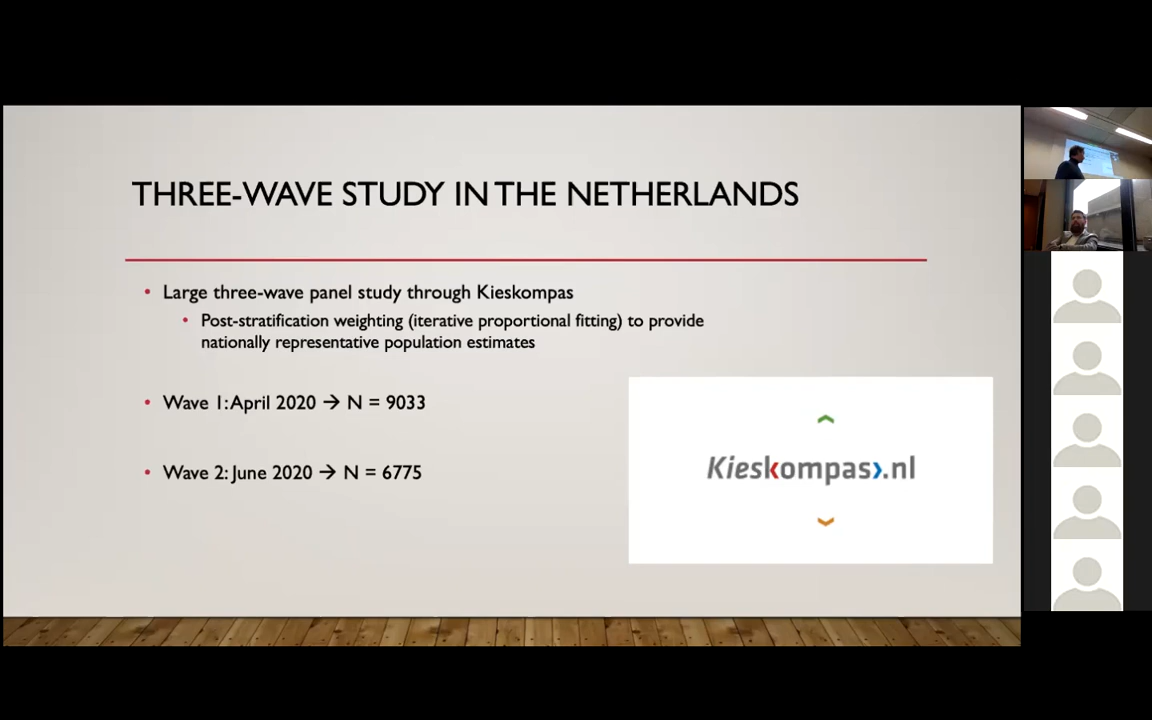 THREE-WAVE STUDY IN THE NETHERLANDS
• Large three-wave panel study through Kieskompas
• Post-stratification weighting (iterative proportional fitting) to provide
nationally representative population estimates
• Wave 1: April 2020 → N = 9033
• Wave 2: June 2020 → N = 6775
Kieskompas.nl